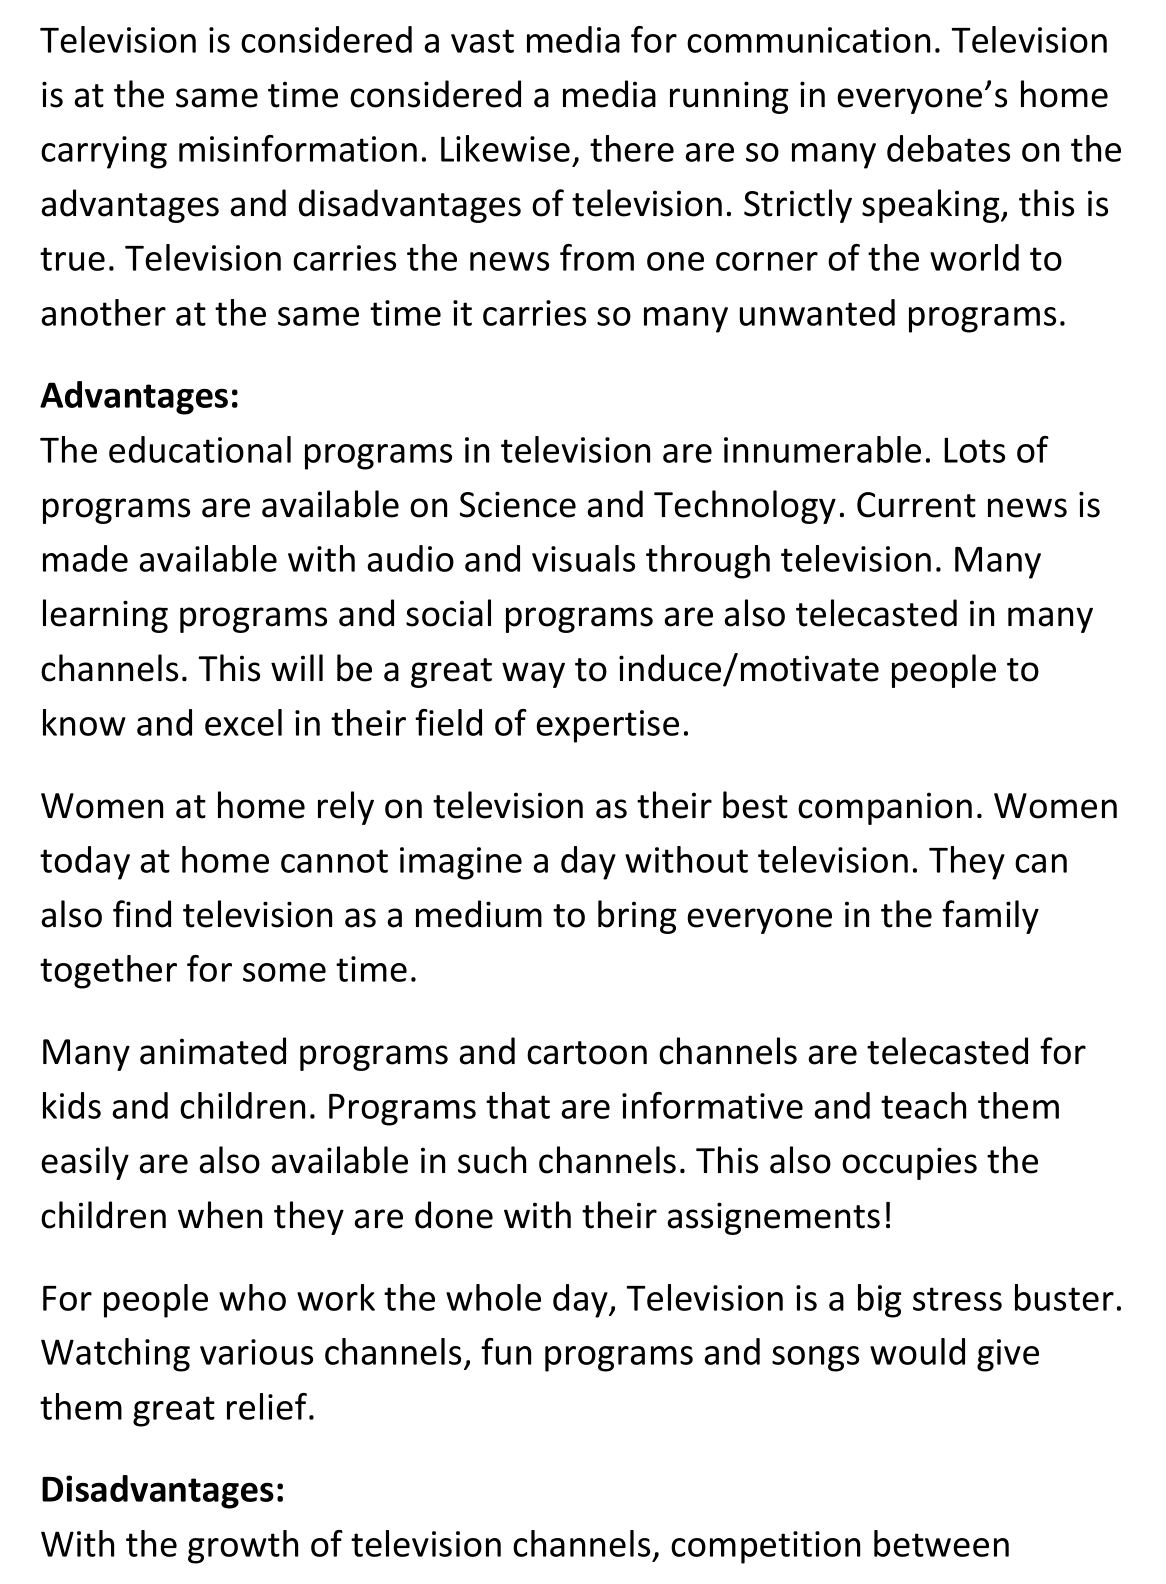 Television is considered a vast media for communication. Television
is at the same time considered a media running in everyone’s home
carrying misinformation. Likewise, there are so many debates on the
advantages and disadvantages of television. Strictly speaking, this is
true. Television carries the news from one corner of the world to
another at the same time it carries so many unwanted programs.
Advantages:
The educational programs in television are innumerable. Lots of
programs are available on Science and Technology. Current news is
made available with audio and visuals through television. Many
learning programs and social programs are also telecasted in many
channels. This will be a great way to induce/motivate people to
know and excel in their field of expertise.
Women at home rely on television as their best companion. Women
today at home cannot imagine a day without television. They can
also find television as a medium to bring everyone in the family
together for some time.
Many animated programs and cartoon channels are telecasted for
kids and children. Programs that are informative and teach them
easily are also available in such channels. This also occupies the
children when they are done with their assignements!
For people who work the whole day, Television is a big stress buster.
Watching various channels, fun programs and songs would give
them great relief.
Disadvantages:
With the growth of television channels, competition between